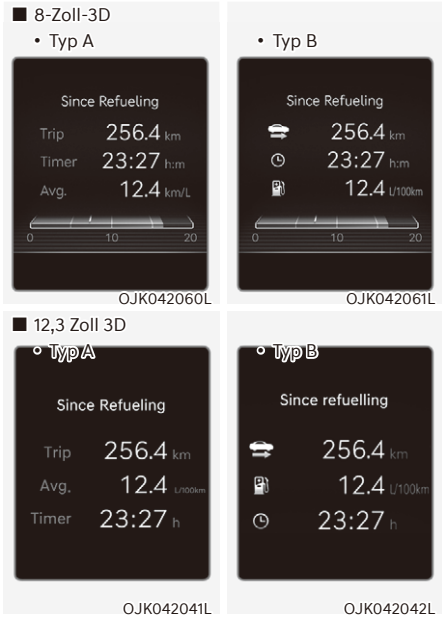 ■ 8-Zoll-3D
• Typ A
Since Refueling
Trip 256.4 km
Timer 23:27 h:m
Avg. 12.4 km/L
0 10 20
OJK042060L
• Typ B
Since Refueling
256.4 km
23:27 h:m
12.4 L/100km
0 10 20
OJK042061L
■ 12,3 Zoll 3D
• Typ A
Since Refueling
Trip 256.4 km
Avg. 12.4 L/100km
Timer 23:27 h
OJK042041L
• Typ B
Since refuelling
256.4 km
12.4 L/100km
23:27 h
OJK042042L